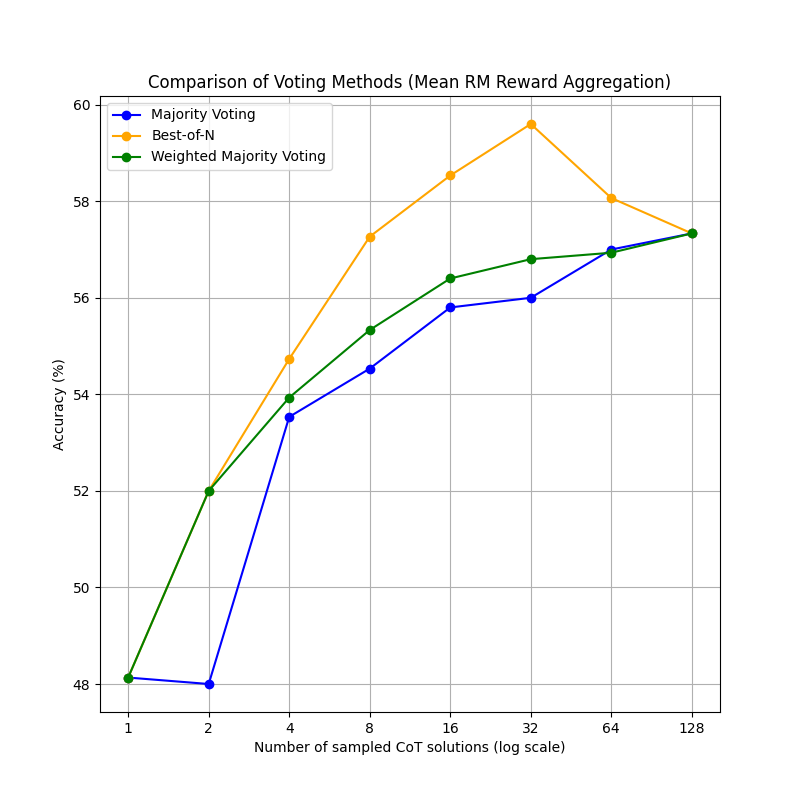 Comparison of Voting Methods (Mean RM Reward Aggregation)
Majority Voting
Best-of-N
Weighted Majority Voting
Accuracy (%)
60
58
56
54
52
50
48
1 2 4 8 16 32 64 128
Number of sampled CoT solutions (log scale)